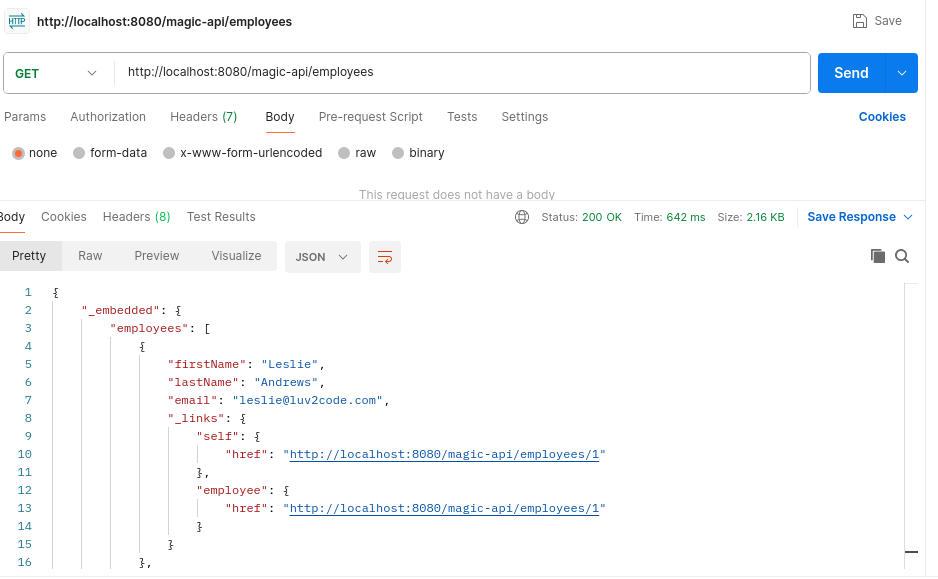 HTTP http://localhost:8080/magic-api/employees Save
GET http://localhost:8080/magic-api/employees Send
Params Authorization Headers (7) Body Pre-request Script Tests Settings Cookies
none form-data x-www-form-urlencoded raw binary
This request does not have a body
Body Cookies Headers (8) Test Results Status: 200 OK Time: 642 ms Size: 2.16 KB Save Response
Pretty Raw Preview Visualize JSON
1 {
2 "_embedded": {
3 "employees": [
4 {
5 "firstName": "Leslie",
6 "lastName": "Andrews",
7 "email": "leslie@luv2code.com",
8 "_links": {
9 "self": {
10 "href": "http://localhost:8080/magic-api/employees/1"
11 },
12 "employee": {
13 "href": "http://localhost:8080/magic-api/employees/1"
14 }
15 }
16 },